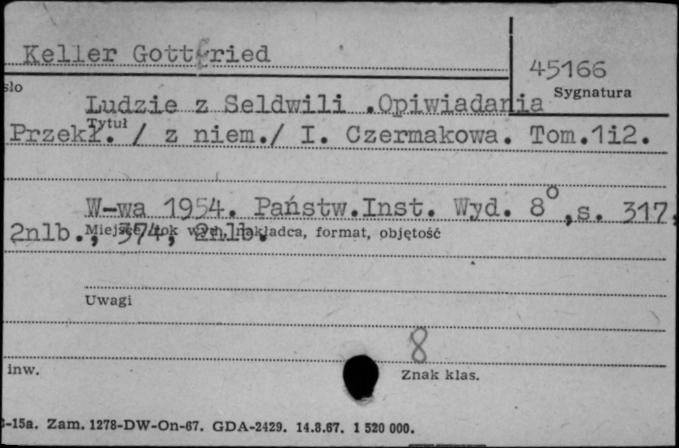 Keller Gottfried
45166
Sygnatura
sło
Ludzie z Seldwili .Opiwiadania
Tytuł
Przekł. / z niem./ I. Czermakowa. Tom.1i2.
W-wa 1954. Państw.Inst. Wyd. 8°,s. 317,
2nlb., 374, 2nlb.
Miejsce, rok wyd., nakładca, format, objętość
Uwagi
8
inw.
Znak klas.
-15a. Zam. 1278-DW-On-67. GDA-2429. 14.8.67. 1 520 000.